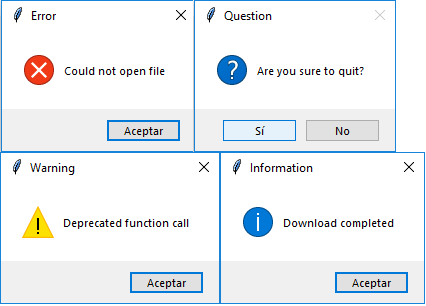 Error
Could not open file
Aceptar
Question
Are you sure to quit?
Sí No
Warning
Deprecated function call
Aceptar
Information
Download completed
Aceptar